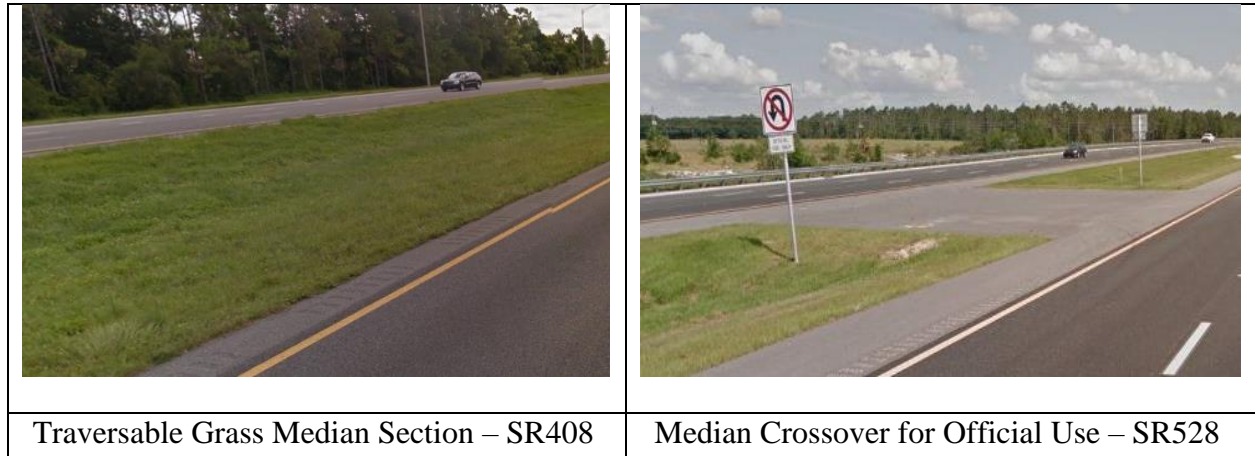 Traversable Grass Median Section – SR408
Median Crossover for Official Use – SR528